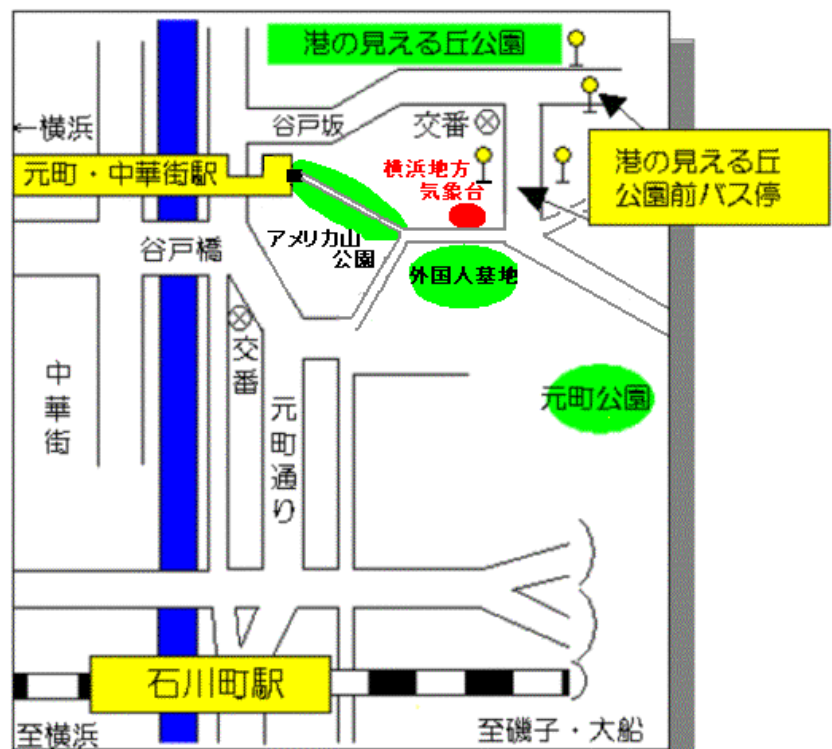 港の見える丘公園
←横浜
谷戸坂
交番
元町・中華街駅
横浜地方
気象台
港の見える丘
公園前バス停
アメリカ山
公園
谷戸橋
外国人墓地
交番
中華街
元町通り
元町公園
石川町駅
至横浜
至磯子・大船